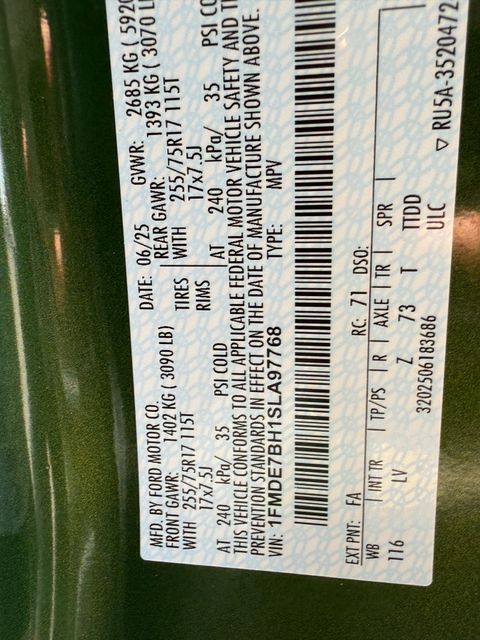 MFD. BY FORD MOTOR CO.
DATE: 06/25
GVWR: 2685 KG ( 5920
FRONT GAWR: 1402 KG ( 3090 LB)
REAR GAWR: 1393 KG ( 3070 L
WITH 255/75R17 115T TIRES WITH 255/75R17 115T
17x7.5J RIMS 17x7.5J
AT 240 kPa/ 35 PSI COLD AT 240 kPa/ 35 PSI CO
THIS VEHICLE CONFORMS TO ALL APPLICABLE FEDERAL MOTOR VEHICLE SAFETY AND T
PREVENTION STANDARDS IN EFFECT ON THE DATE OF MANUFACTURE SHOWN ABOVE.
VIN: 1FMDE7BH1SLA97768 TYPE: MPV
EXT PNT: FA RC: 71 DSO:
WB INT TR TP/PS R AXLE TR SPR
116 LV Z 73 T TTDD
ULC
3202506183686
▽ RU5A-3520472